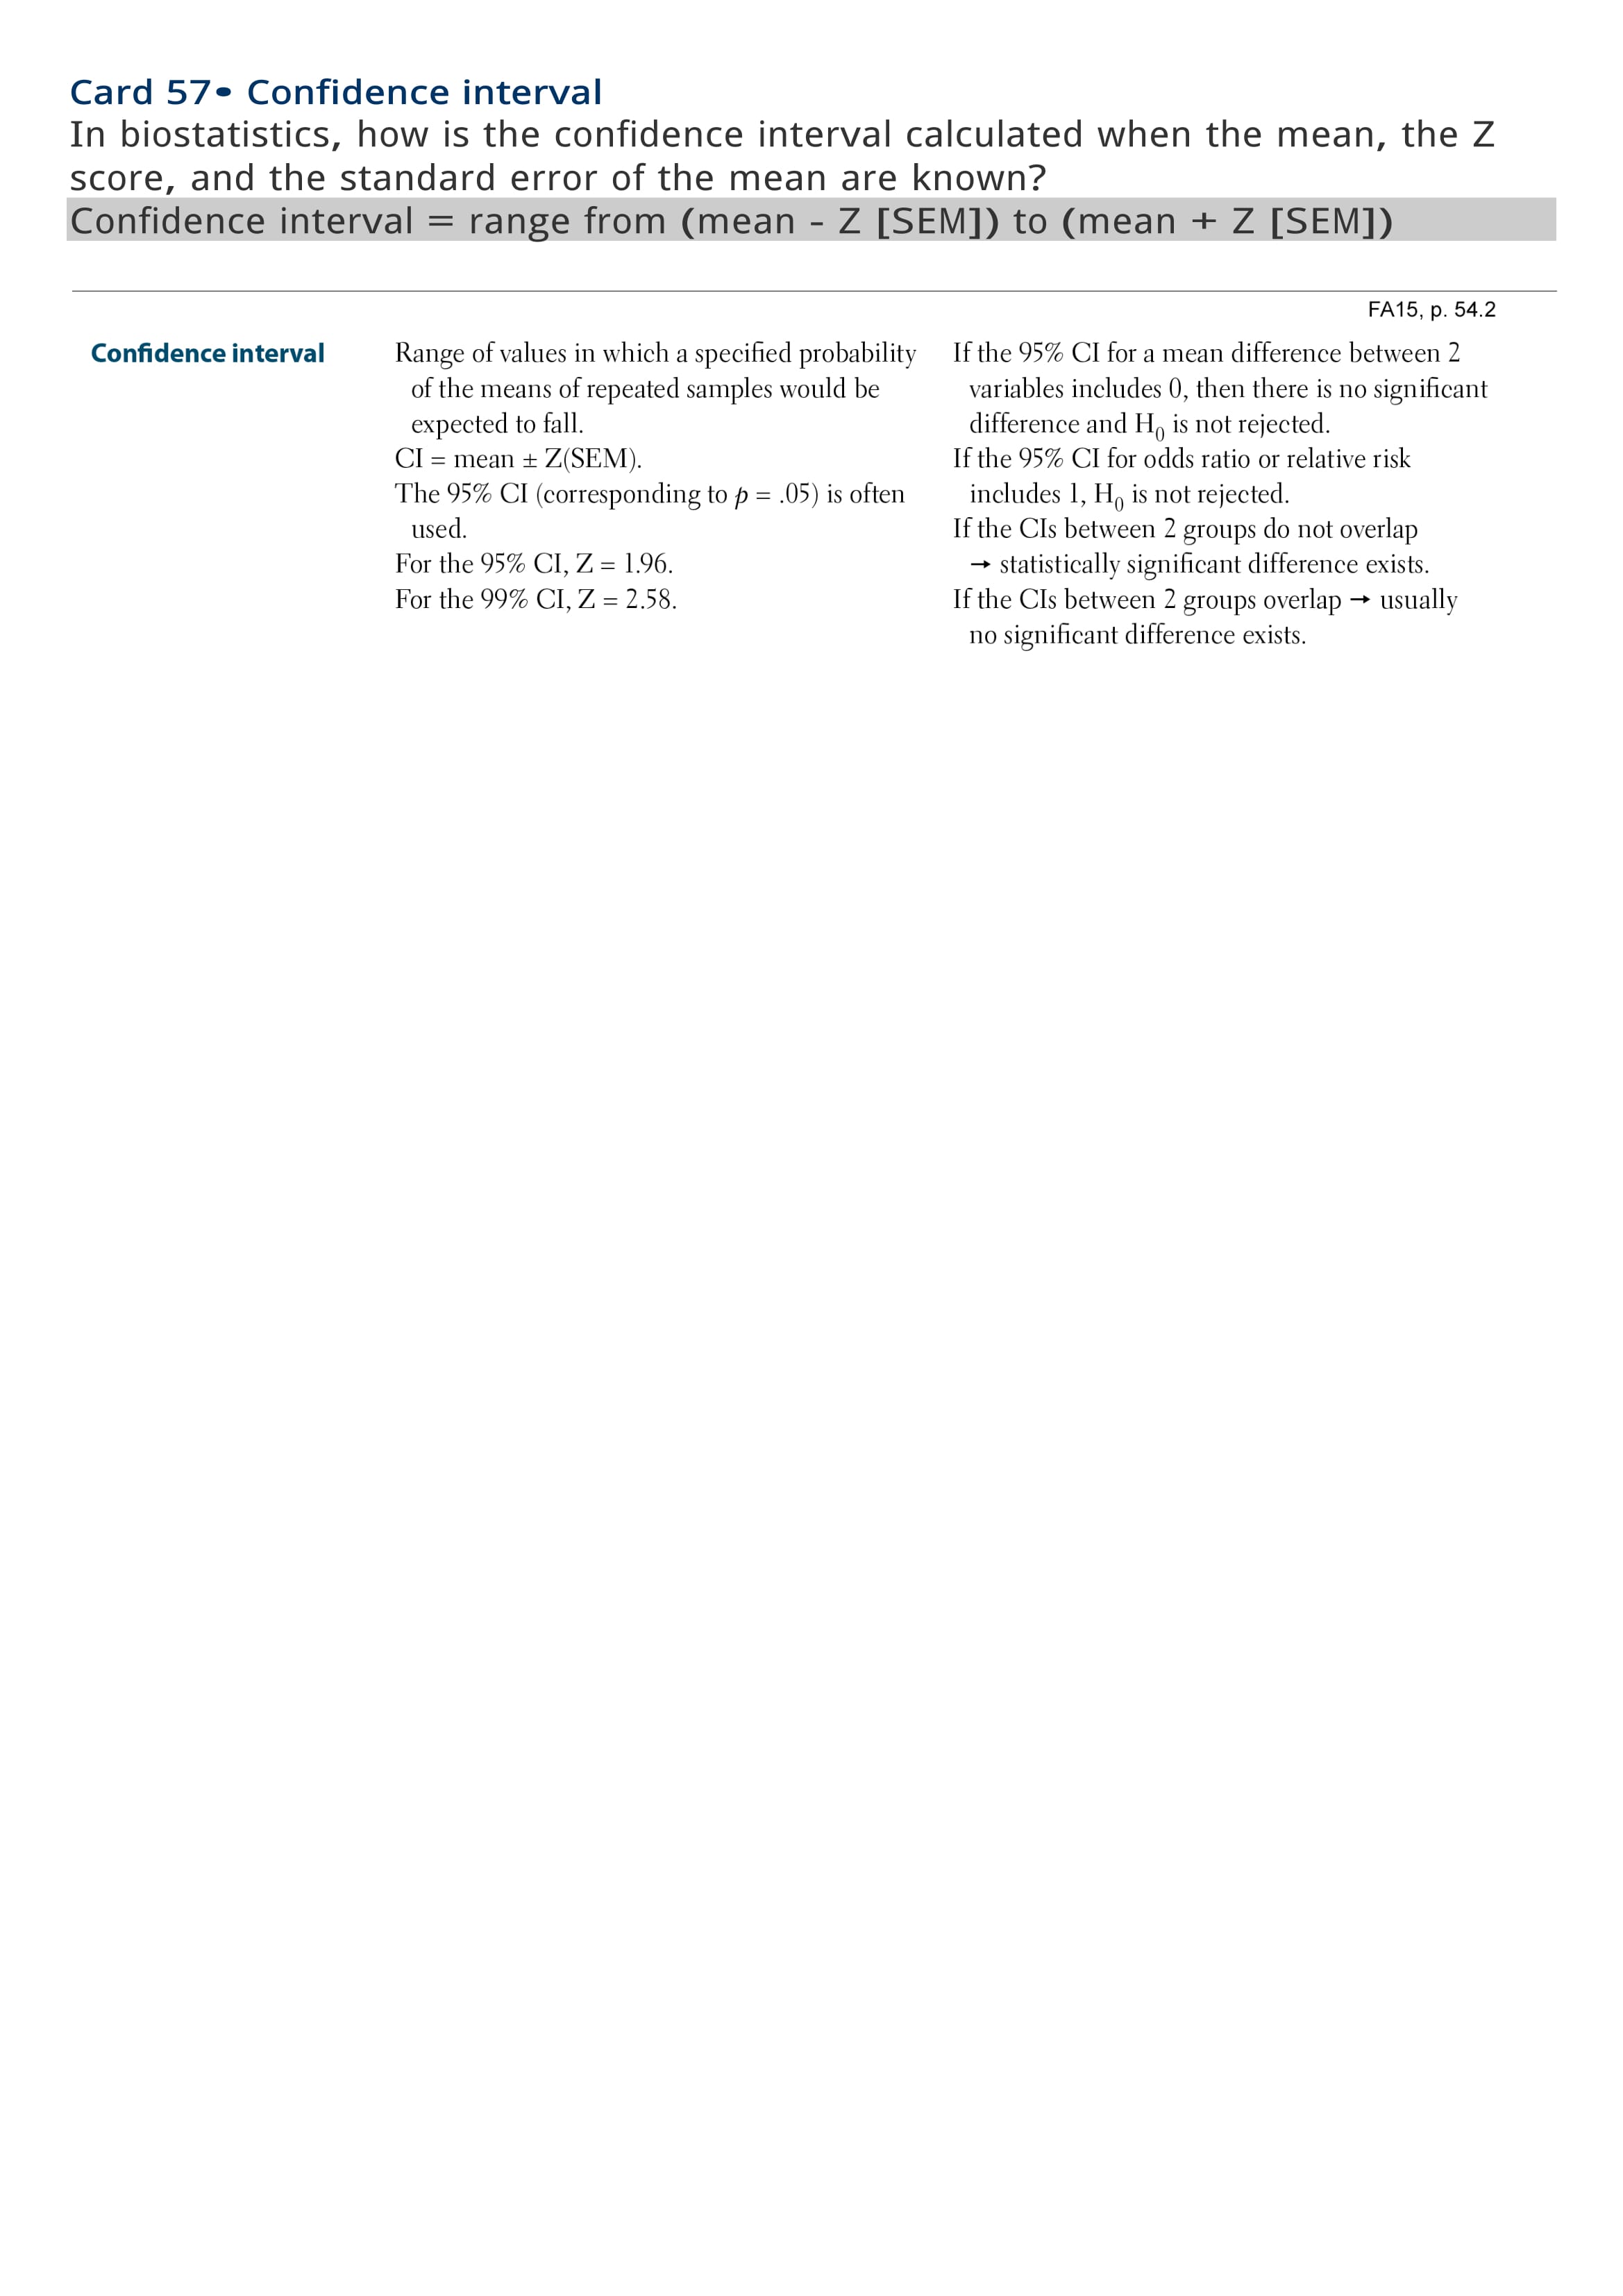 Card 57• Confidence interval
In biostatistics, how is the confidence interval calculated when the mean, the Z
score, and the standard error of the mean are known?
Confidence interval = range from (mean - Z [SEM]) to (mean + Z [SEM])
FA15, p. 54.2
Confidence interval
Range of values in which a specified probability
of the means of repeated samples would be
expected to fall.
CI = mean ± Z(SEM).
The 95% CI (corresponding to p = .05) is often
used.
For the 95% CI, Z = 1.96.
For the 99% CI, Z = 2.58.
If the 95% CI for a mean difference between 2
variables includes 0, then there is no significant
difference and H₀ is not rejected.
If the 95% CI for odds ratio or relative risk
includes 1, H₀ is not rejected.
If the CIs between 2 groups do not overlap
→ statistically significant difference exists.
If the CIs between 2 groups overlap → usually
no significant difference exists.